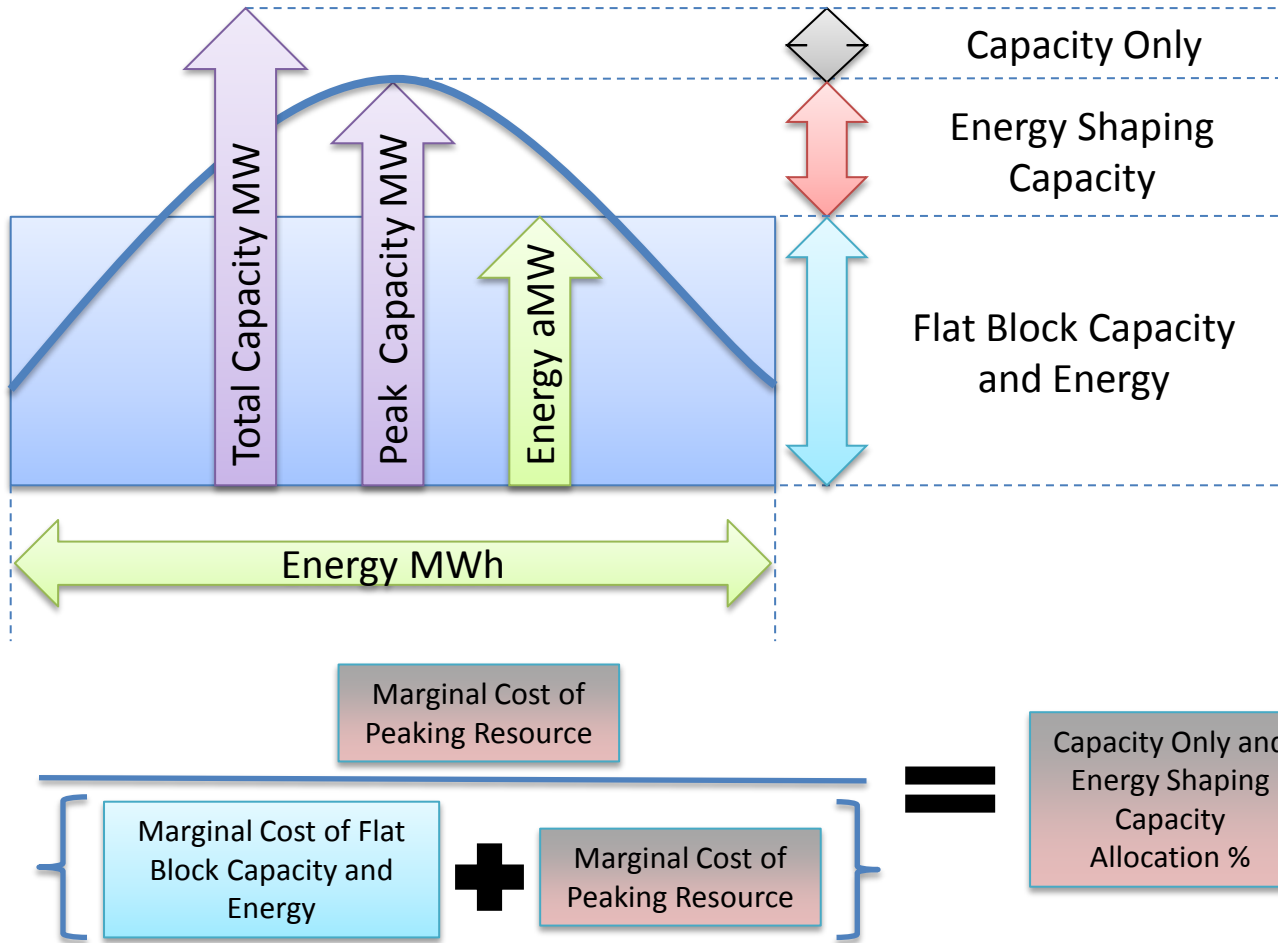 Capacity Only
Energy Shaping
Capacity
Flat Block Capacity
and Energy
Total Capacity MW
Peak Capacity MW
Energy aMW
Energy MWh
Marginal Cost of
Peaking Resource
Marginal Cost of Flat
Block Capacity and
Energy
Marginal Cost of
Peaking Resource
Capacity Only and
Energy Shaping
Capacity
Allocation %